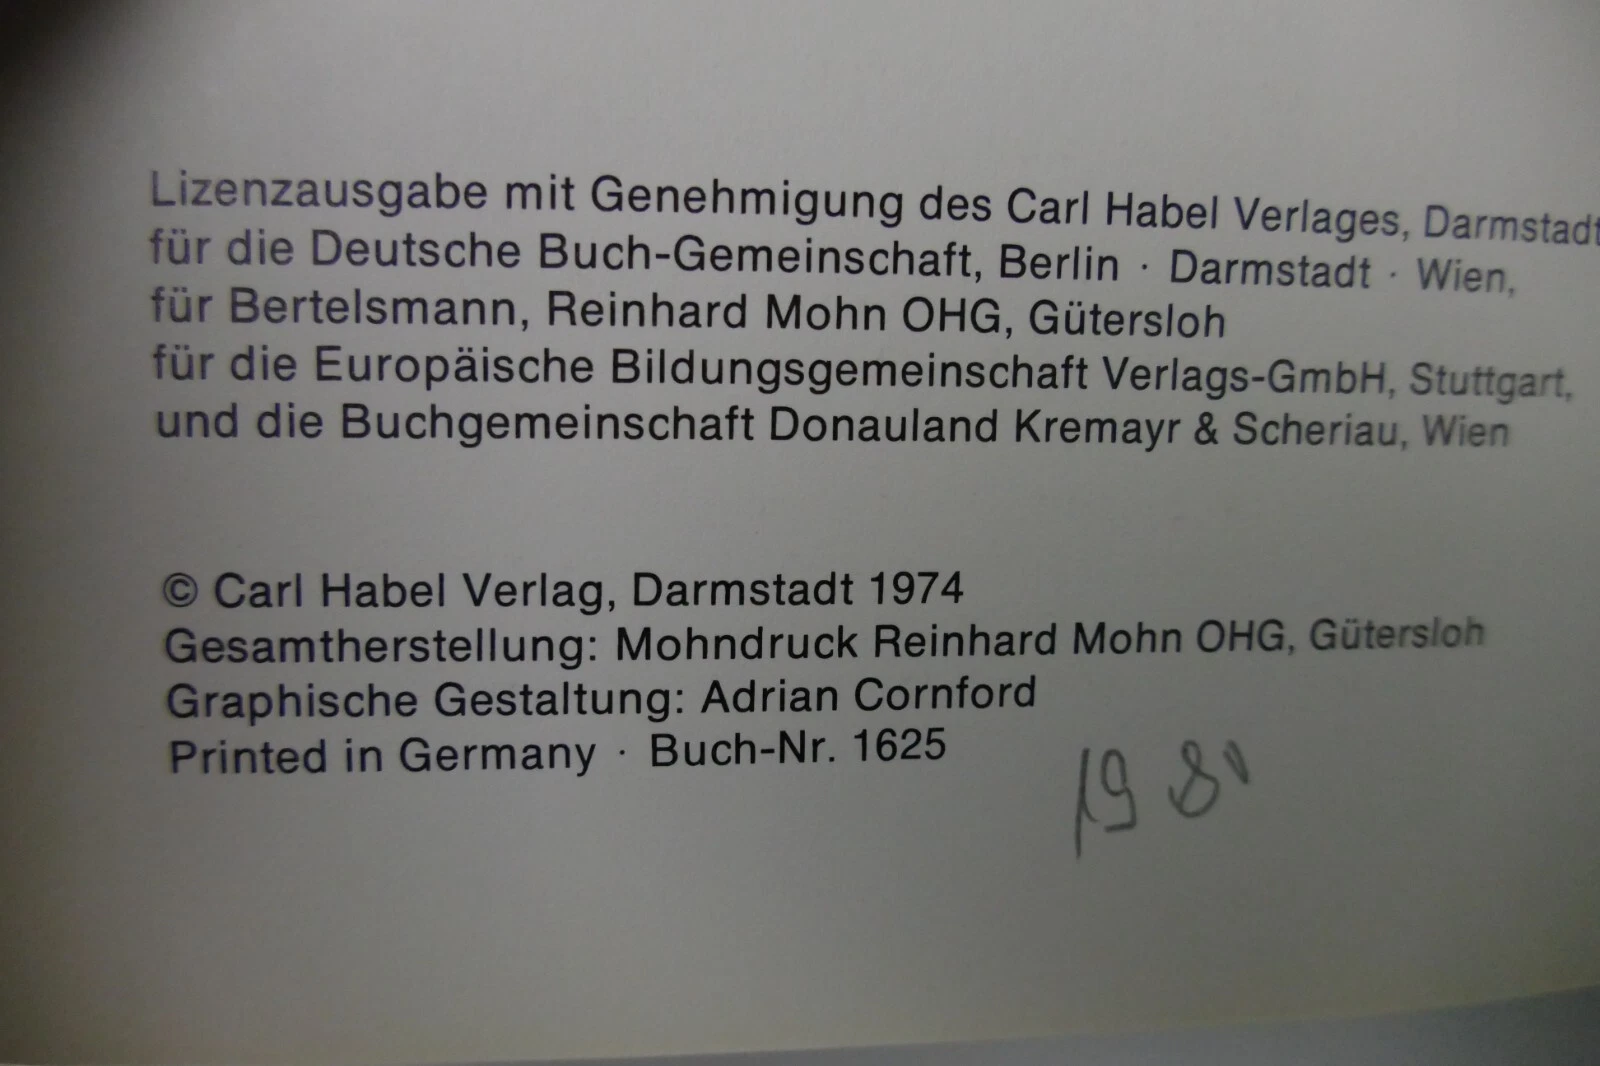 Lizenzausgabe mit Genehmigung des Carl Habel Verlages, Darmstadt
für die Deutsche Buch-Gemeinschaft, Berlin · Darmstadt · Wien,
für Bertelsmann, Reinhard Mohn OHG, Gütersloh
für die Europäische Bildungsgemeinschaft Verlags-GmbH, Stuttgart,
und die Buchgemeinschaft Donauland Kremayr & Scheriau, Wien
© Carl Habel Verlag, Darmstadt 1974
Gesamtherstellung: Mohndruck Reinhard Mohn OHG, Gütersloh
Graphische Gestaltung: Adrian Cornford
Printed in Germany · Buch-Nr. 1625